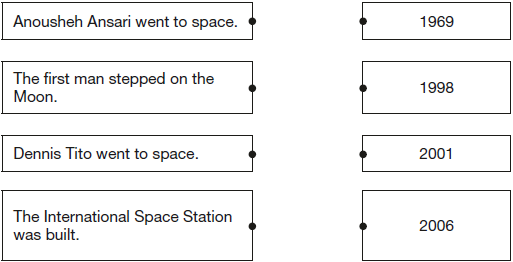 Anousheh Ansari went to space.
1969
The first man stepped on the
Moon.
1998
Dennis Tito went to space.
2001
The International Space Station
was built.
2006